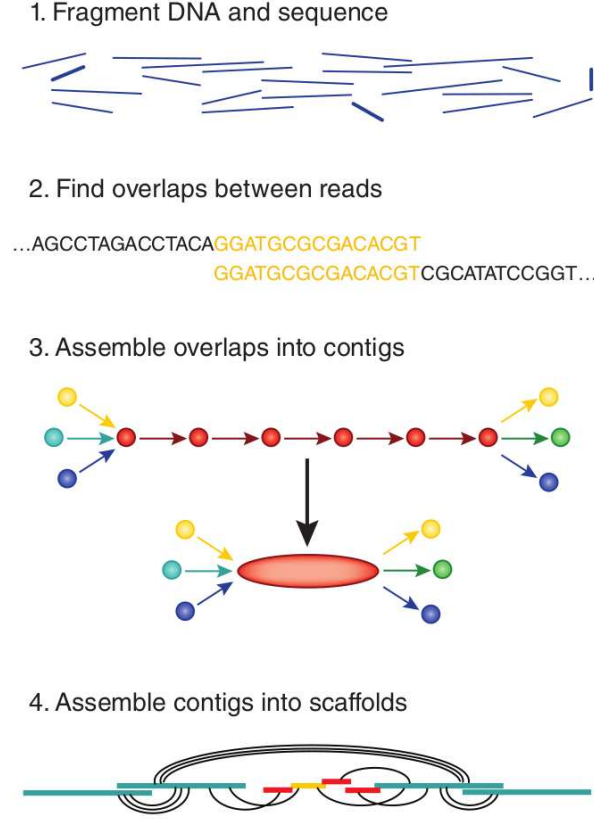 1. Fragment DNA and sequence
2. Find overlaps between reads
...AGCCTAGACCTACAGGATGCGCGACACGT
GGATGCGCGACACGTCGCATATCCGGT...
3. Assemble overlaps into contigs
4. Assemble contigs into scaffolds